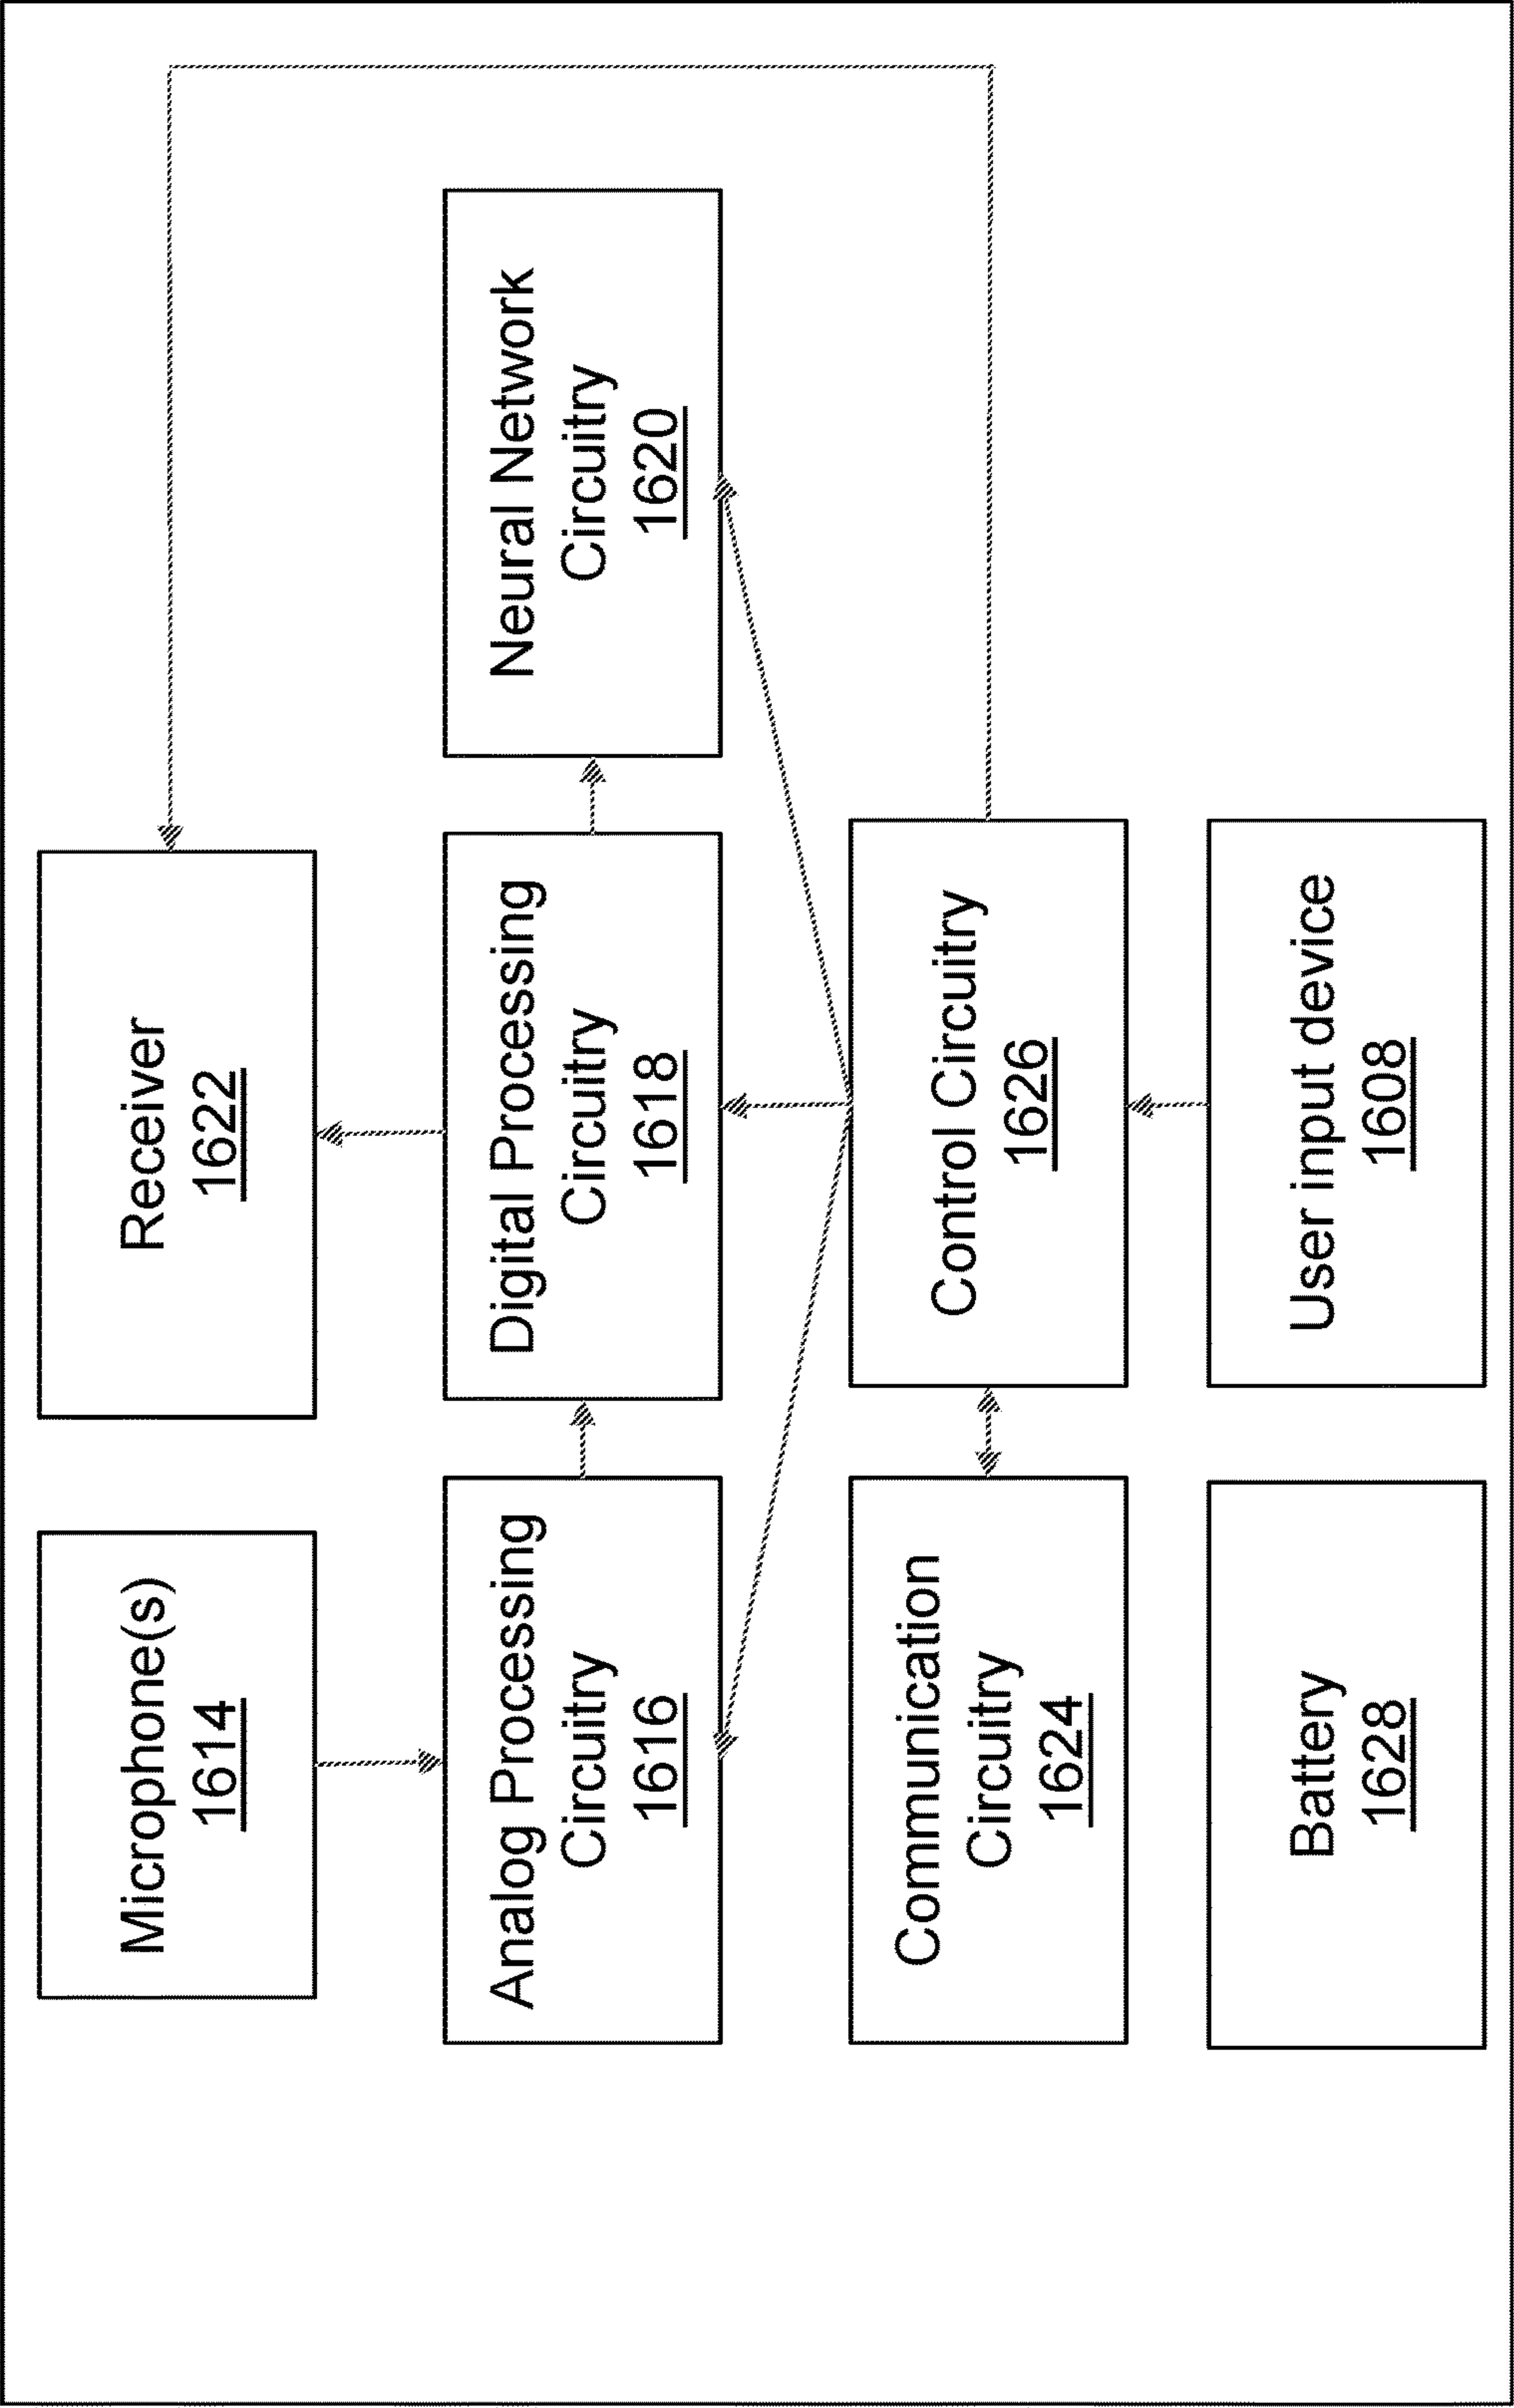 Microphone(s)
1614
Receiver
1622
Analog Processing
Circuitry
1616
Digital Processing
Circuitry
1618
Neural Network
Circuitry
1620
Communication
Circuitry
1624
Control Circuitry
1626
Battery
1628
User input device
1608